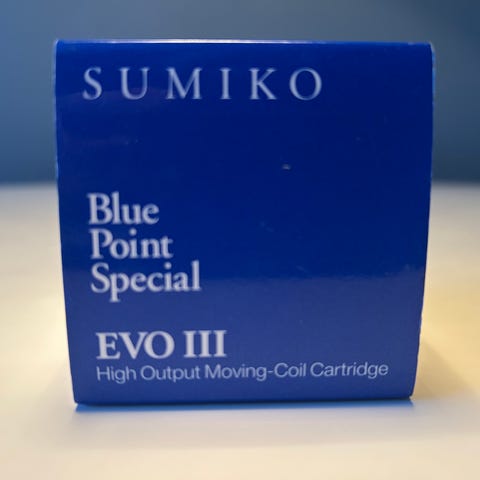 SUMIKO
Blue
Point
Special
EVO III
High Output Moving-Coil Cartridge